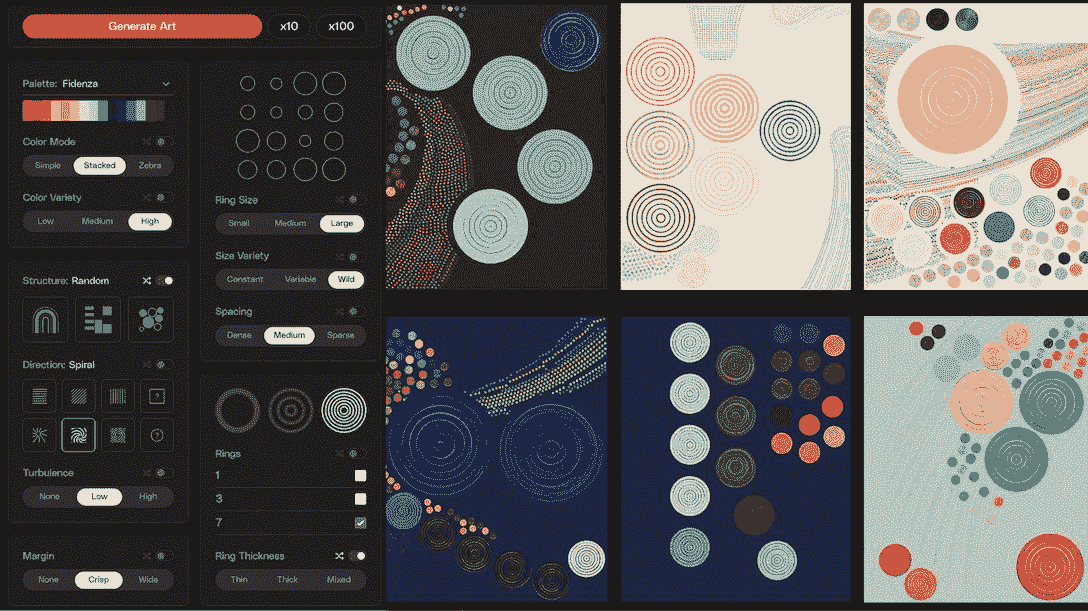 Generate Art
x10
x100
Palette: Fidenza
Color Mode
Simple Stacked Zebra
Color Variety
Low Medium High
Structure: Random
Direction: Spiral
?
?
Turbulence
None Low High
Margin
None Crisp Wide
Ring Size
Small Medium Large
Size Variety
Constant Variable Wild
Spacing
Dense Medium Sparse
Rings
1
3
7
Ring Thickness
Thin Thick Mixed